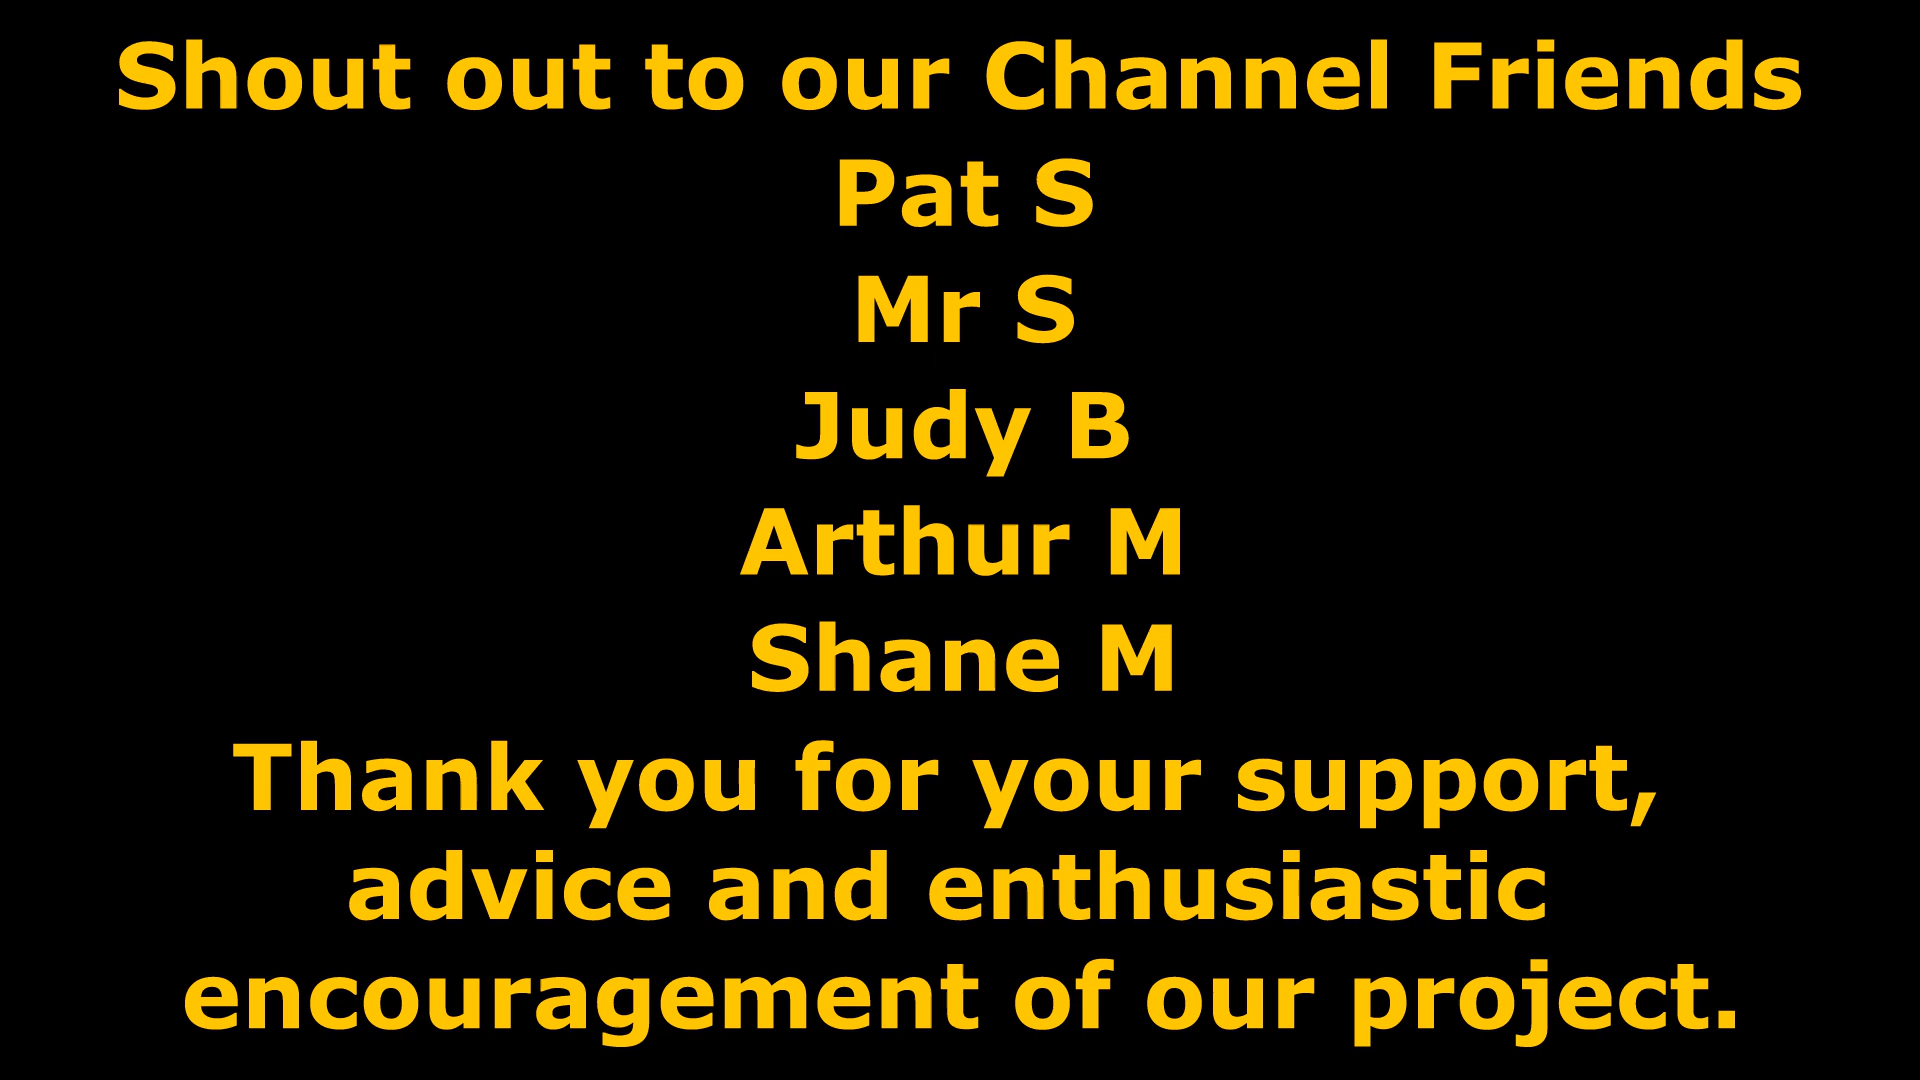 Shout out to our Channel Friends
Pat S
Mr S
Judy B
Arthur M
Shane M
Thank you for your support,
advice and enthusiastic
encouragement of our project.